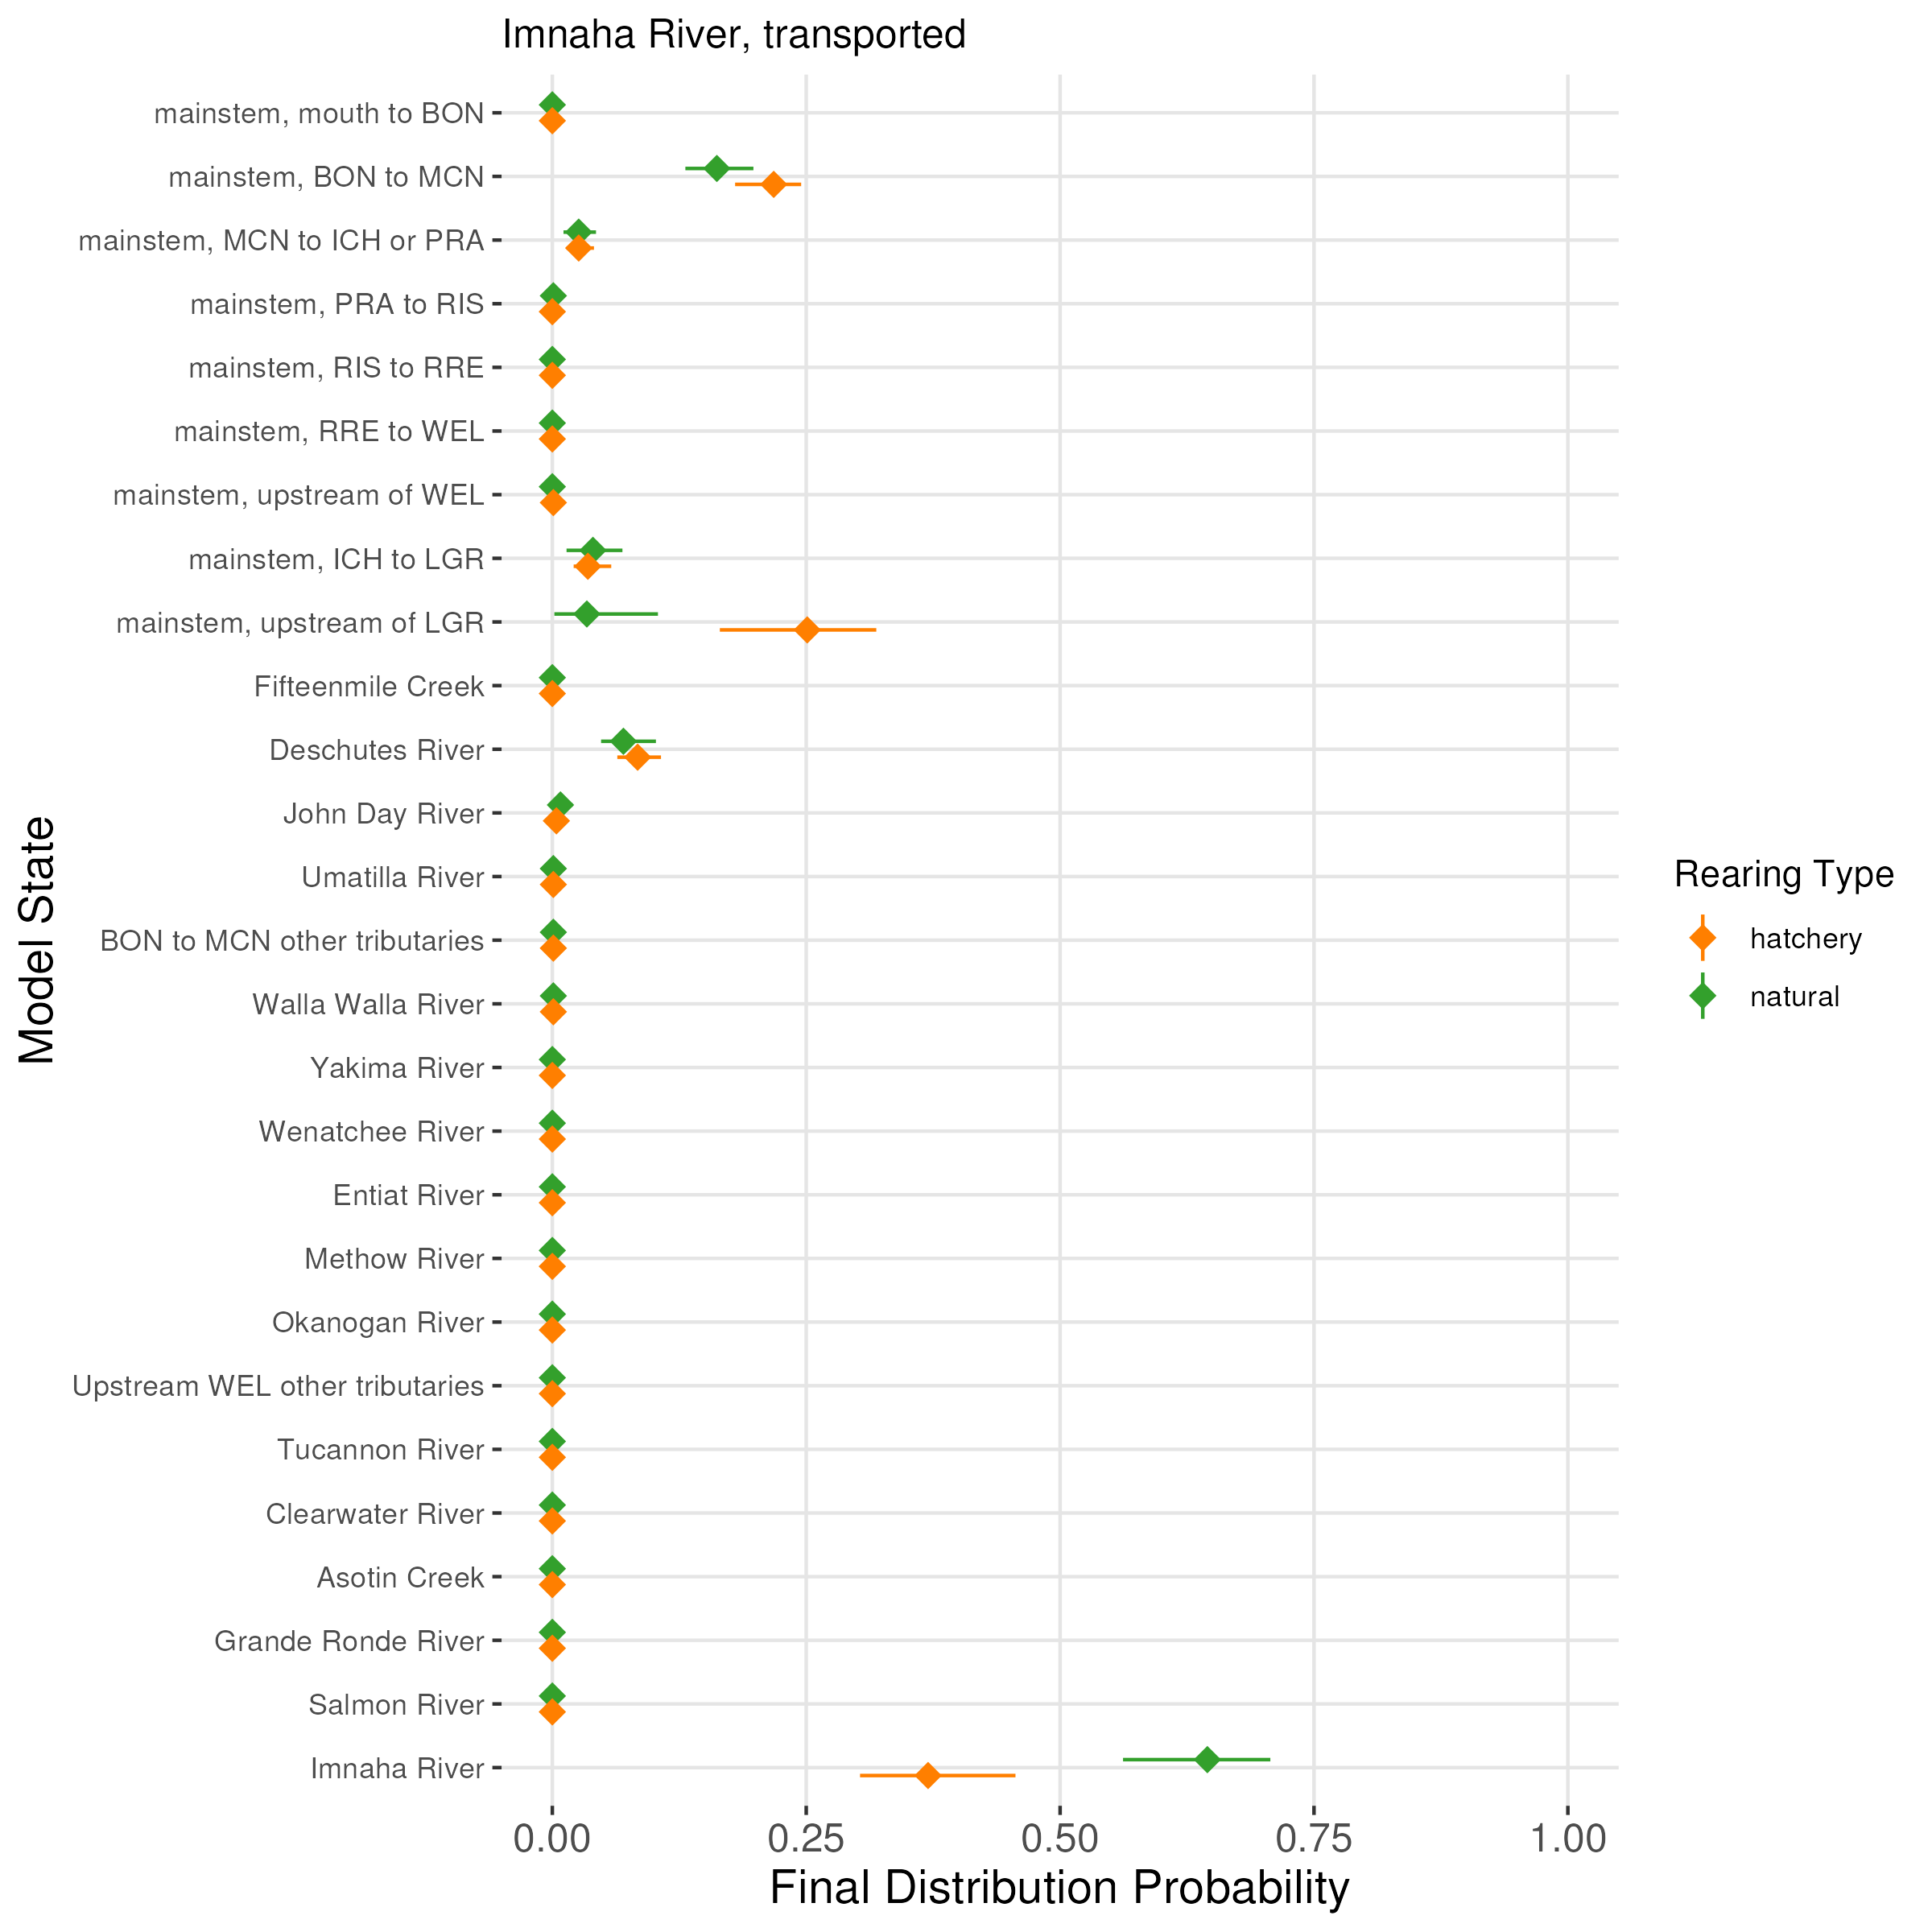 Imnaha River, transported
mainstem, mouth to BON
mainstem, BON to MCN
mainstem, MCN to ICH or PRA
mainstem, PRA to RIS
mainstem, RIS to RRE
mainstem, RRE to WEL
mainstem, upstream of WEL
mainstem, ICH to LGR
mainstem, upstream of LGR
Fifteenmile Creek
Deschutes River
John Day River
Umatilla River
BON to MCN other tributaries
Walla Walla River
Yakima River
Wenatchee River
Entiat River
Methow River
Okanogan River
Upstream WEL other tributaries
Tucannon River
Clearwater River
Asotin Creek
Grande Ronde River
Salmon River
Imnaha River
Model State
0.00 0.25 0.50 0.75 1.00
Final Distribution Probability
Rearing Type
hatchery
natural